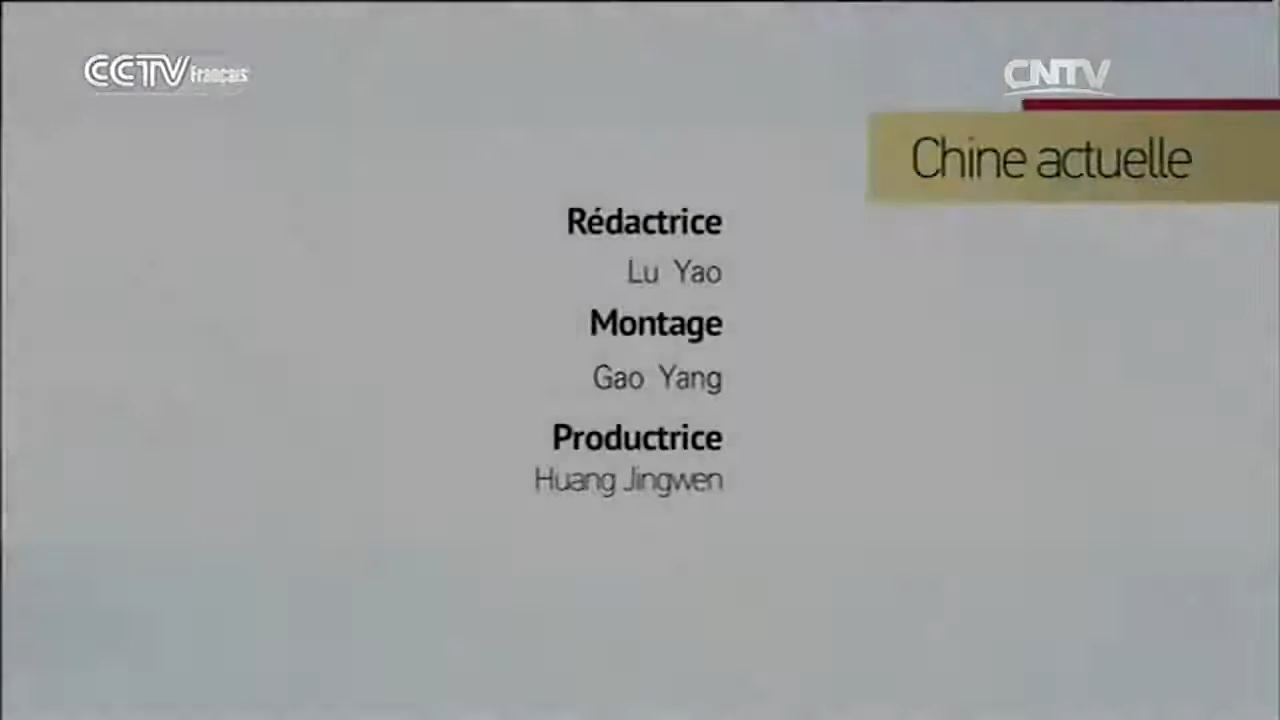 CCTV Français
CNTV
Chine actuelle
Rédactrice
Lu Yao
Montage
Gao Yang
Productrice
Huang Jingwen